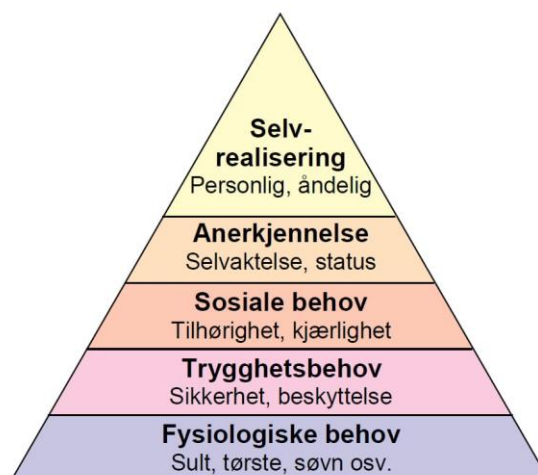 Selv-
realisering
Personlig, åndelig
Anerkjennelse
Selvaktelse, status
Sosiale behov
Tilhørighet, kjærlighet
Trygghetsbehov
Sikkerhet, beskyttelse
Fysiologiske behov
Sult, tørste, søvn osv.